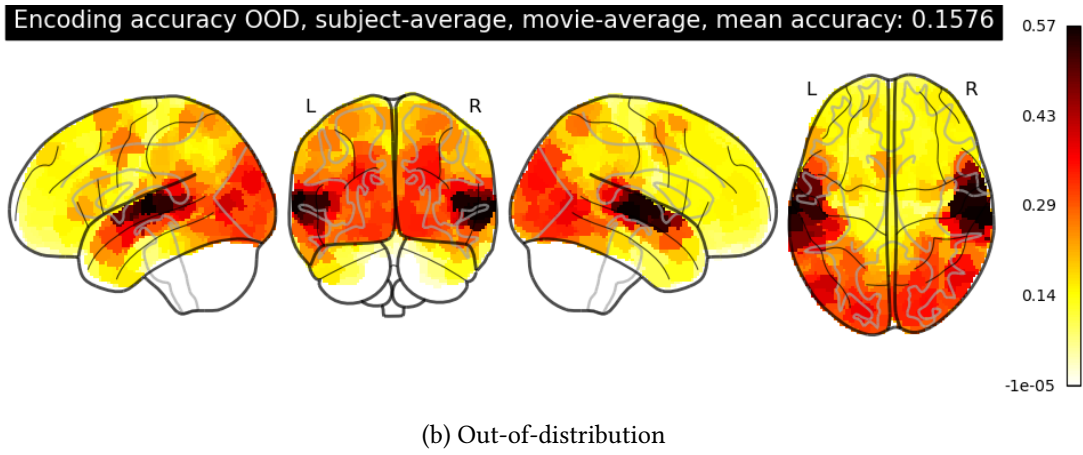 Encoding accuracy OOD, subject-average, movie-average, mean accuracy: 0.1576
L R L R
0.57
0.43
0.29
0.14
-1e-05
(b) Out-of-distribution